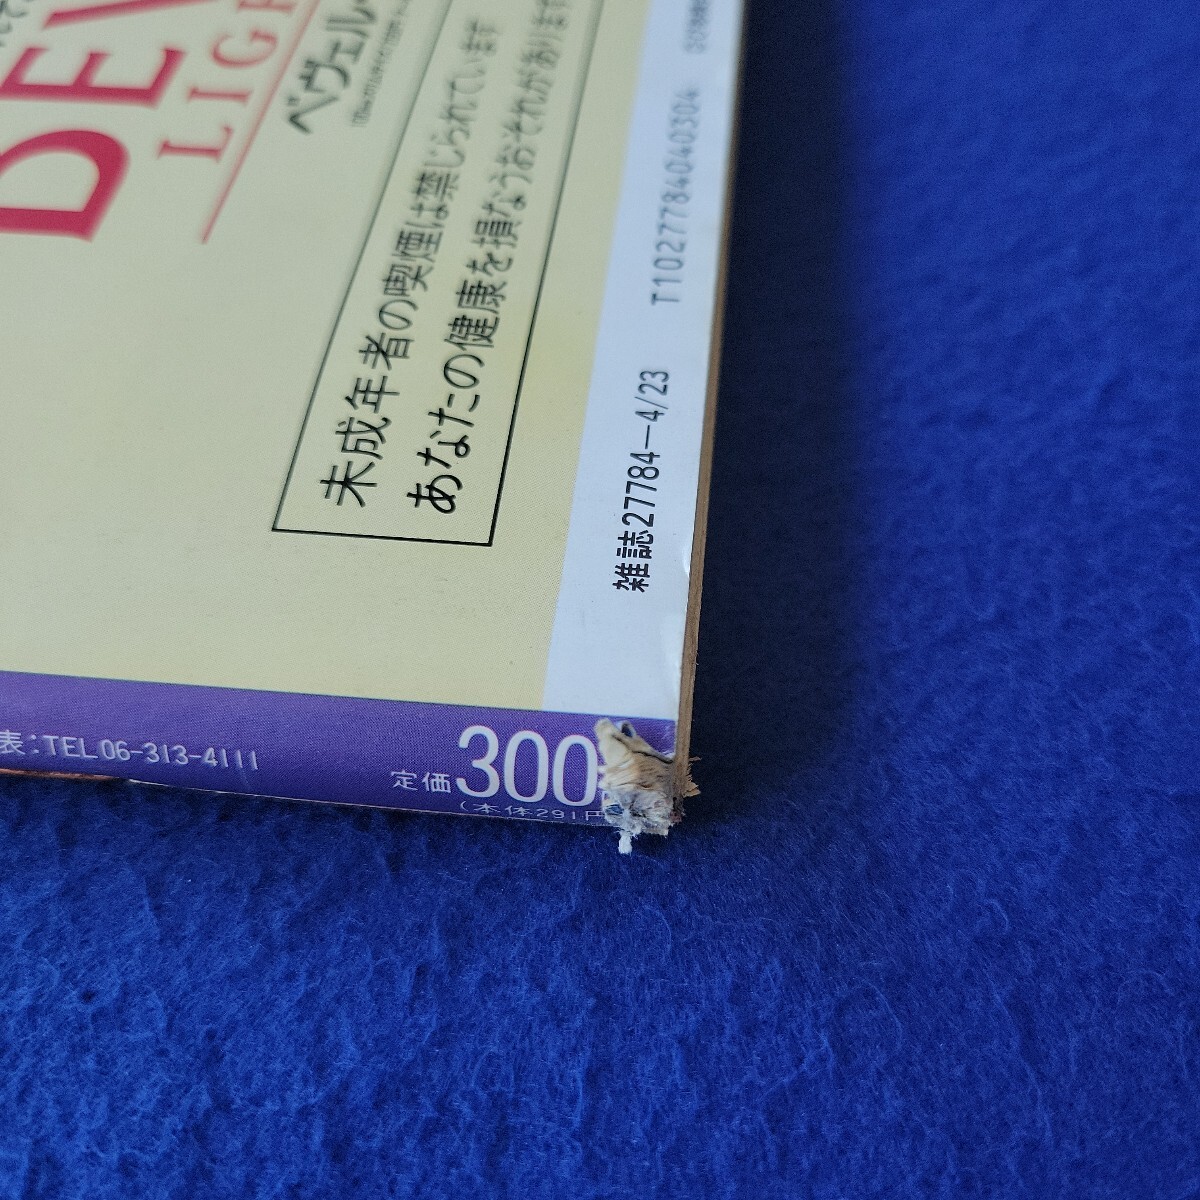 LIGH
ベヴェル
未成年者の喫煙は禁じられています
あなたの健康を損なうおそれがあります
雑誌27784-4/23
T1027784040304
表:TEL06-313-4111
定価300
(本体291円